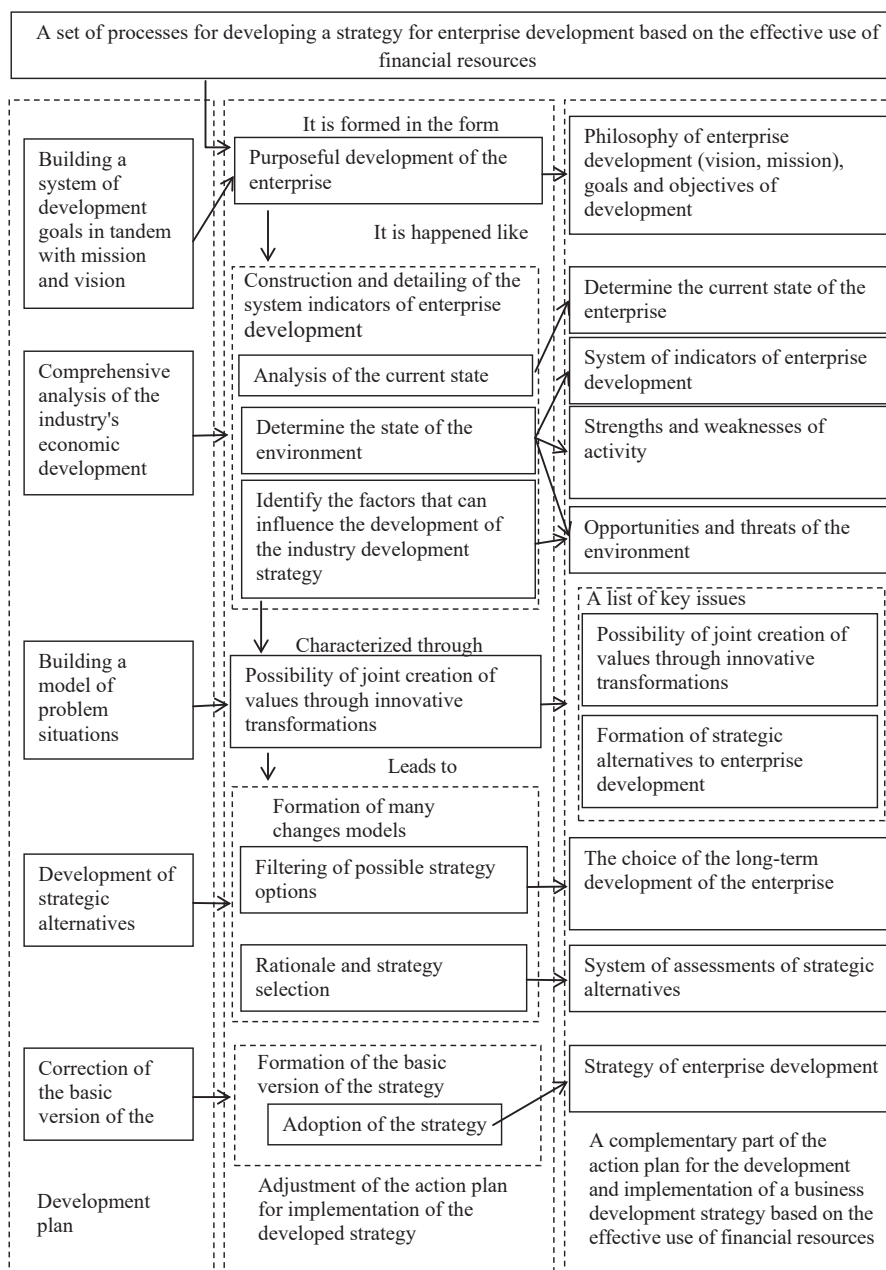 A set of processes for developing a strategy for enterprise development based on the effective use of
financial resources
Building a
system of
development
goals in tandem
with mission
and vision
It is formed in the form
Purposeful development of the
enterprise
Philosophy of enterprise
development (vision, mission),
goals and objectives of
development
It is happened like
Construction and detailing of the
system indicators of enterprise
development
Comprehensive
analysis of the
industry's
economic
development
Analysis of the current state
Determine the state of the
environment
Identify the factors that can
influence the development of
the industry development
strategy
Determine the current state of the
enterprise
System of indicators of enterprise
development
Strengths and weaknesses of
activity
Opportunities and threats of the
environment
Building a
model of
problem
situations
Characterized through
Possibility of joint creation of
values through innovative
transformations
A list of key issues
Possibility of joint creation of
values through innovative
transformations
Formation of strategic
alternatives to enterprise
development
Leads to
Development of
strategic
alternatives
Formation of many
changes models
Filtering of possible strategy
options
Rationale and strategy
selection
The choice of the long-term
development of the enterprise
System of assessments of strategic
alternatives
Correction of
the basic
version of the
Formation of the basic
version of the strategy
Adoption of the strategy
Strategy of enterprise development
Development
plan
Adjustment of the action plan
for implementation of the
developed strategy
A complementary part of the
action plan for the development
and implementation of a business
development strategy based on the
effective use of financial resources